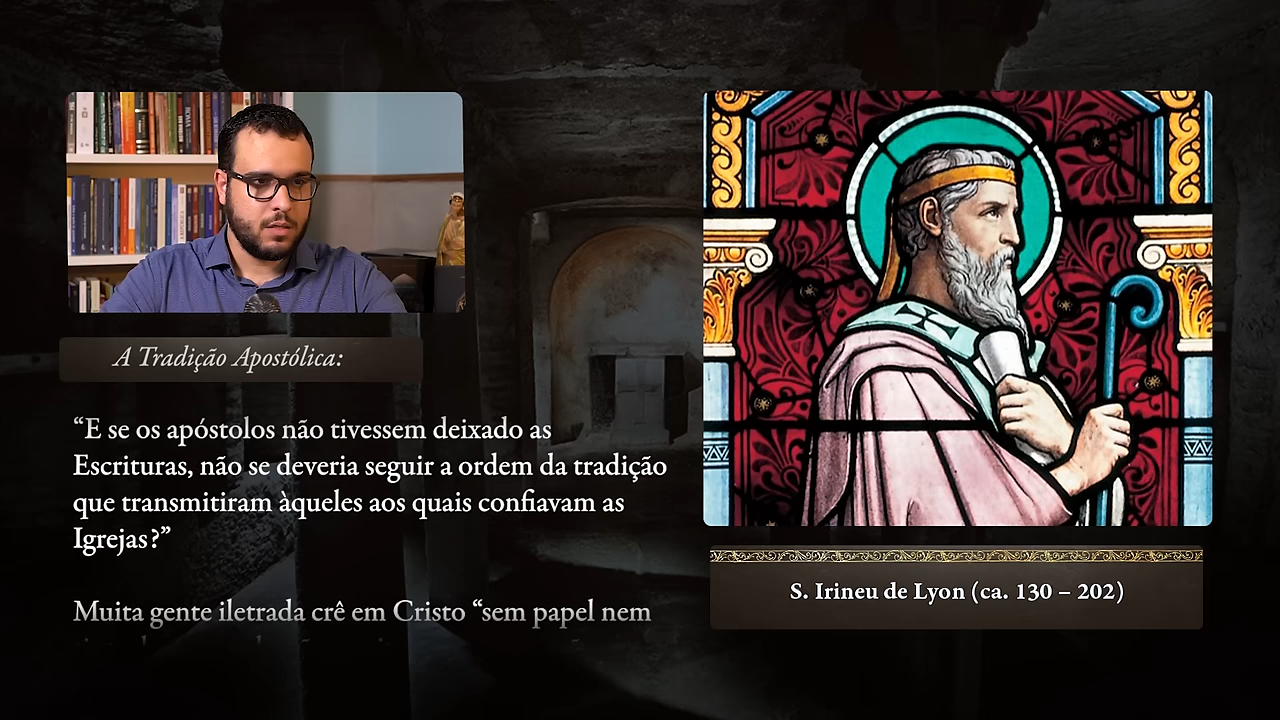 A Tradição Apostólica:
“E se os apóstolos não tivessem deixado as
Escrituras, não se deveria seguir a ordem da tradição
que transmitiram àqueles aos quais confiavam as
Igrejas?”
Muita gente iletrada crê em Cristo “sem papel nem
S. Irineu de Lyon (ca. 130 – 202)